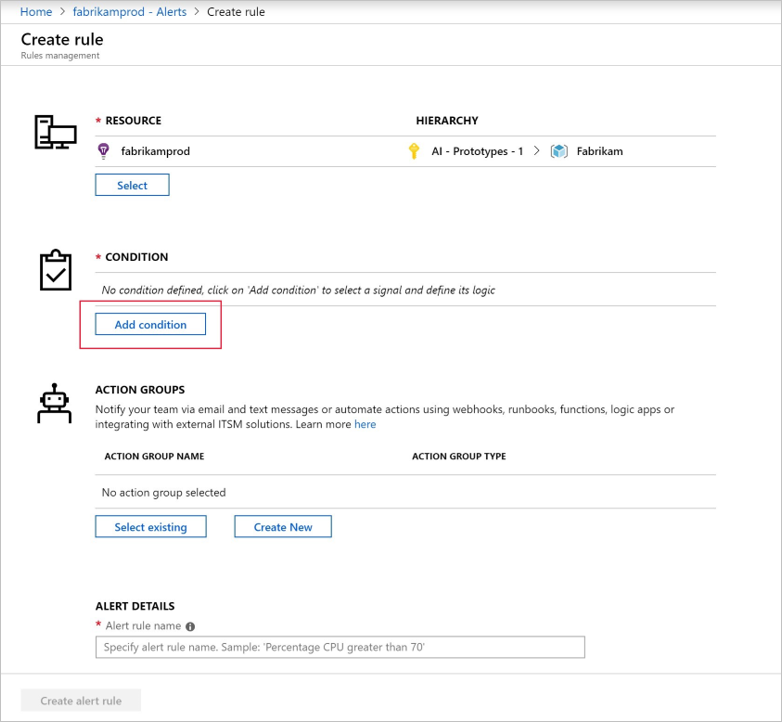 Home > fabrikamprod - Alerts > Create rule
Create rule
Rules management
* RESOURCE HIERARCHY
fabrikamprod AI - Prototypes - 1 > Fabrikam
Select
* CONDITION
No condition defined, click on 'Add condition' to select a signal and define its logic
Add condition
ACTION GROUPS
Notify your team via email and text messages or automate actions using webhooks, runbooks, functions, logic apps or
integrating with external ITSM solutions. Learn more here
ACTION GROUP NAME ACTION GROUP TYPE
No action group selected
Select existing Create New
ALERT DETAILS
* Alert rule name
Specify alert rule name. Sample: 'Percentage CPU greater than 70'
Create alert rule